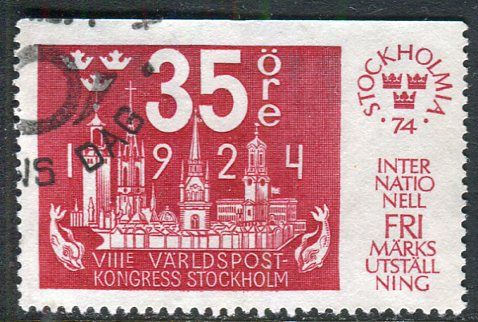 35 öre
1924
VIIIE VÄRLDSPOST-
KONGRESS STOCKHOLM
STOCKHOLMIA
·74·
INTER
NATIO
NELL
FRI
MÄRKS
UTSTÄLL
NING
DAG